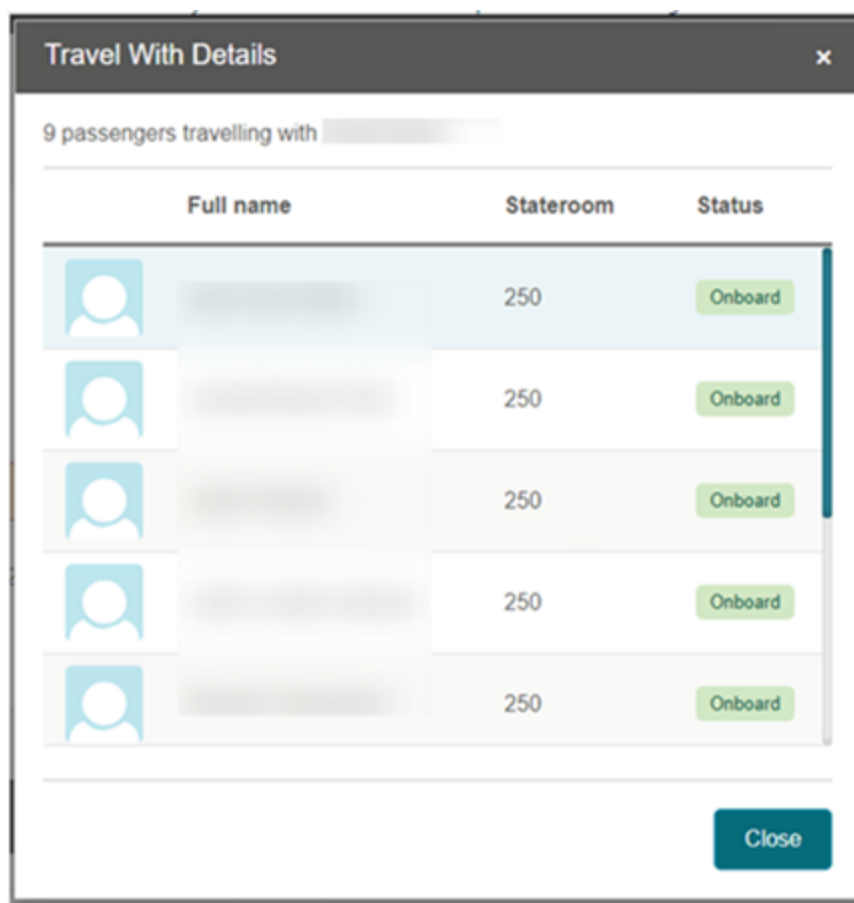 Travel With Details ×
9 passengers travelling with
Full name Stateroom Status
250 Onboard
250 Onboard
250 Onboard
250 Onboard
250 Onboard
Close